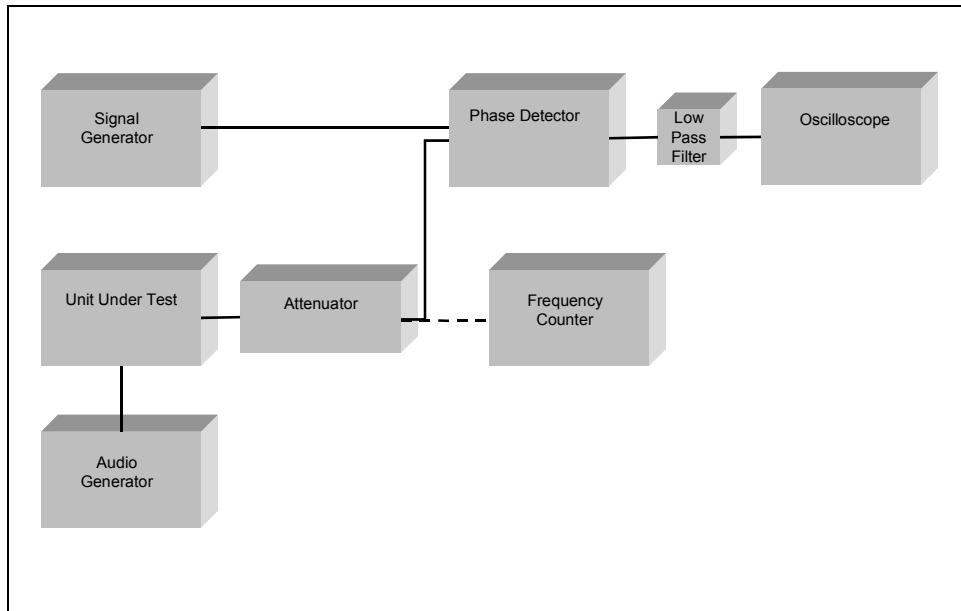 Signal
Generator
Phase Detector
Low
Pass
Filter
Oscilloscope
Unit Under Test
Attenuator
Frequency
Counter
Audio
Generator